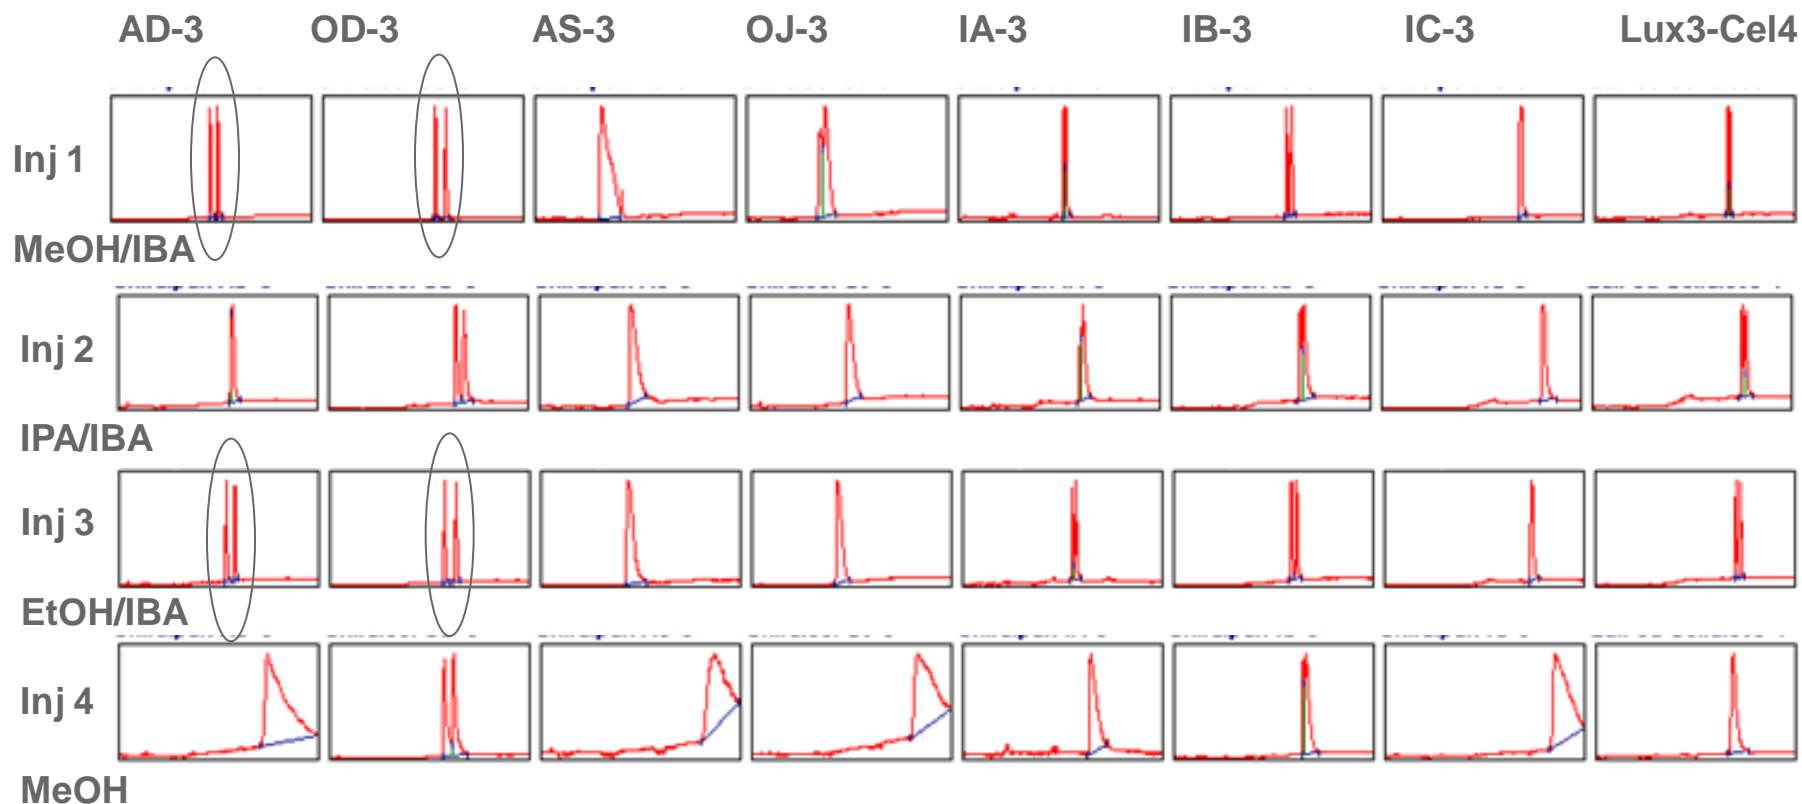 AD-3 OD-3 AS-3 OJ-3 IA-3 IB-3 IC-3 Lux3-Cel4
Inj 1
MeOH/IBA
Inj 2
IPA/IBA
Inj 3
EtOH/IBA
Inj 4
MeOH